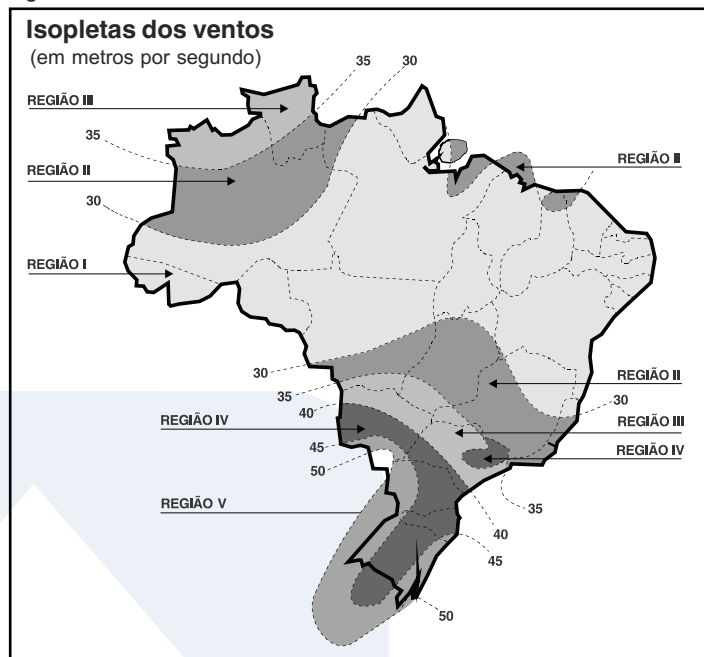 Isopletas dos ventos
(em metros por segundo)
35
30
REGIÃO III
35
REGIÃO II
REGIÃO II
30
REGIÃO I
30
REGIÃO II
35
30
40
REGIÃO IV
REGIÃO III
45
REGIÃO IV
50
35
REGIÃO V
40
45
50